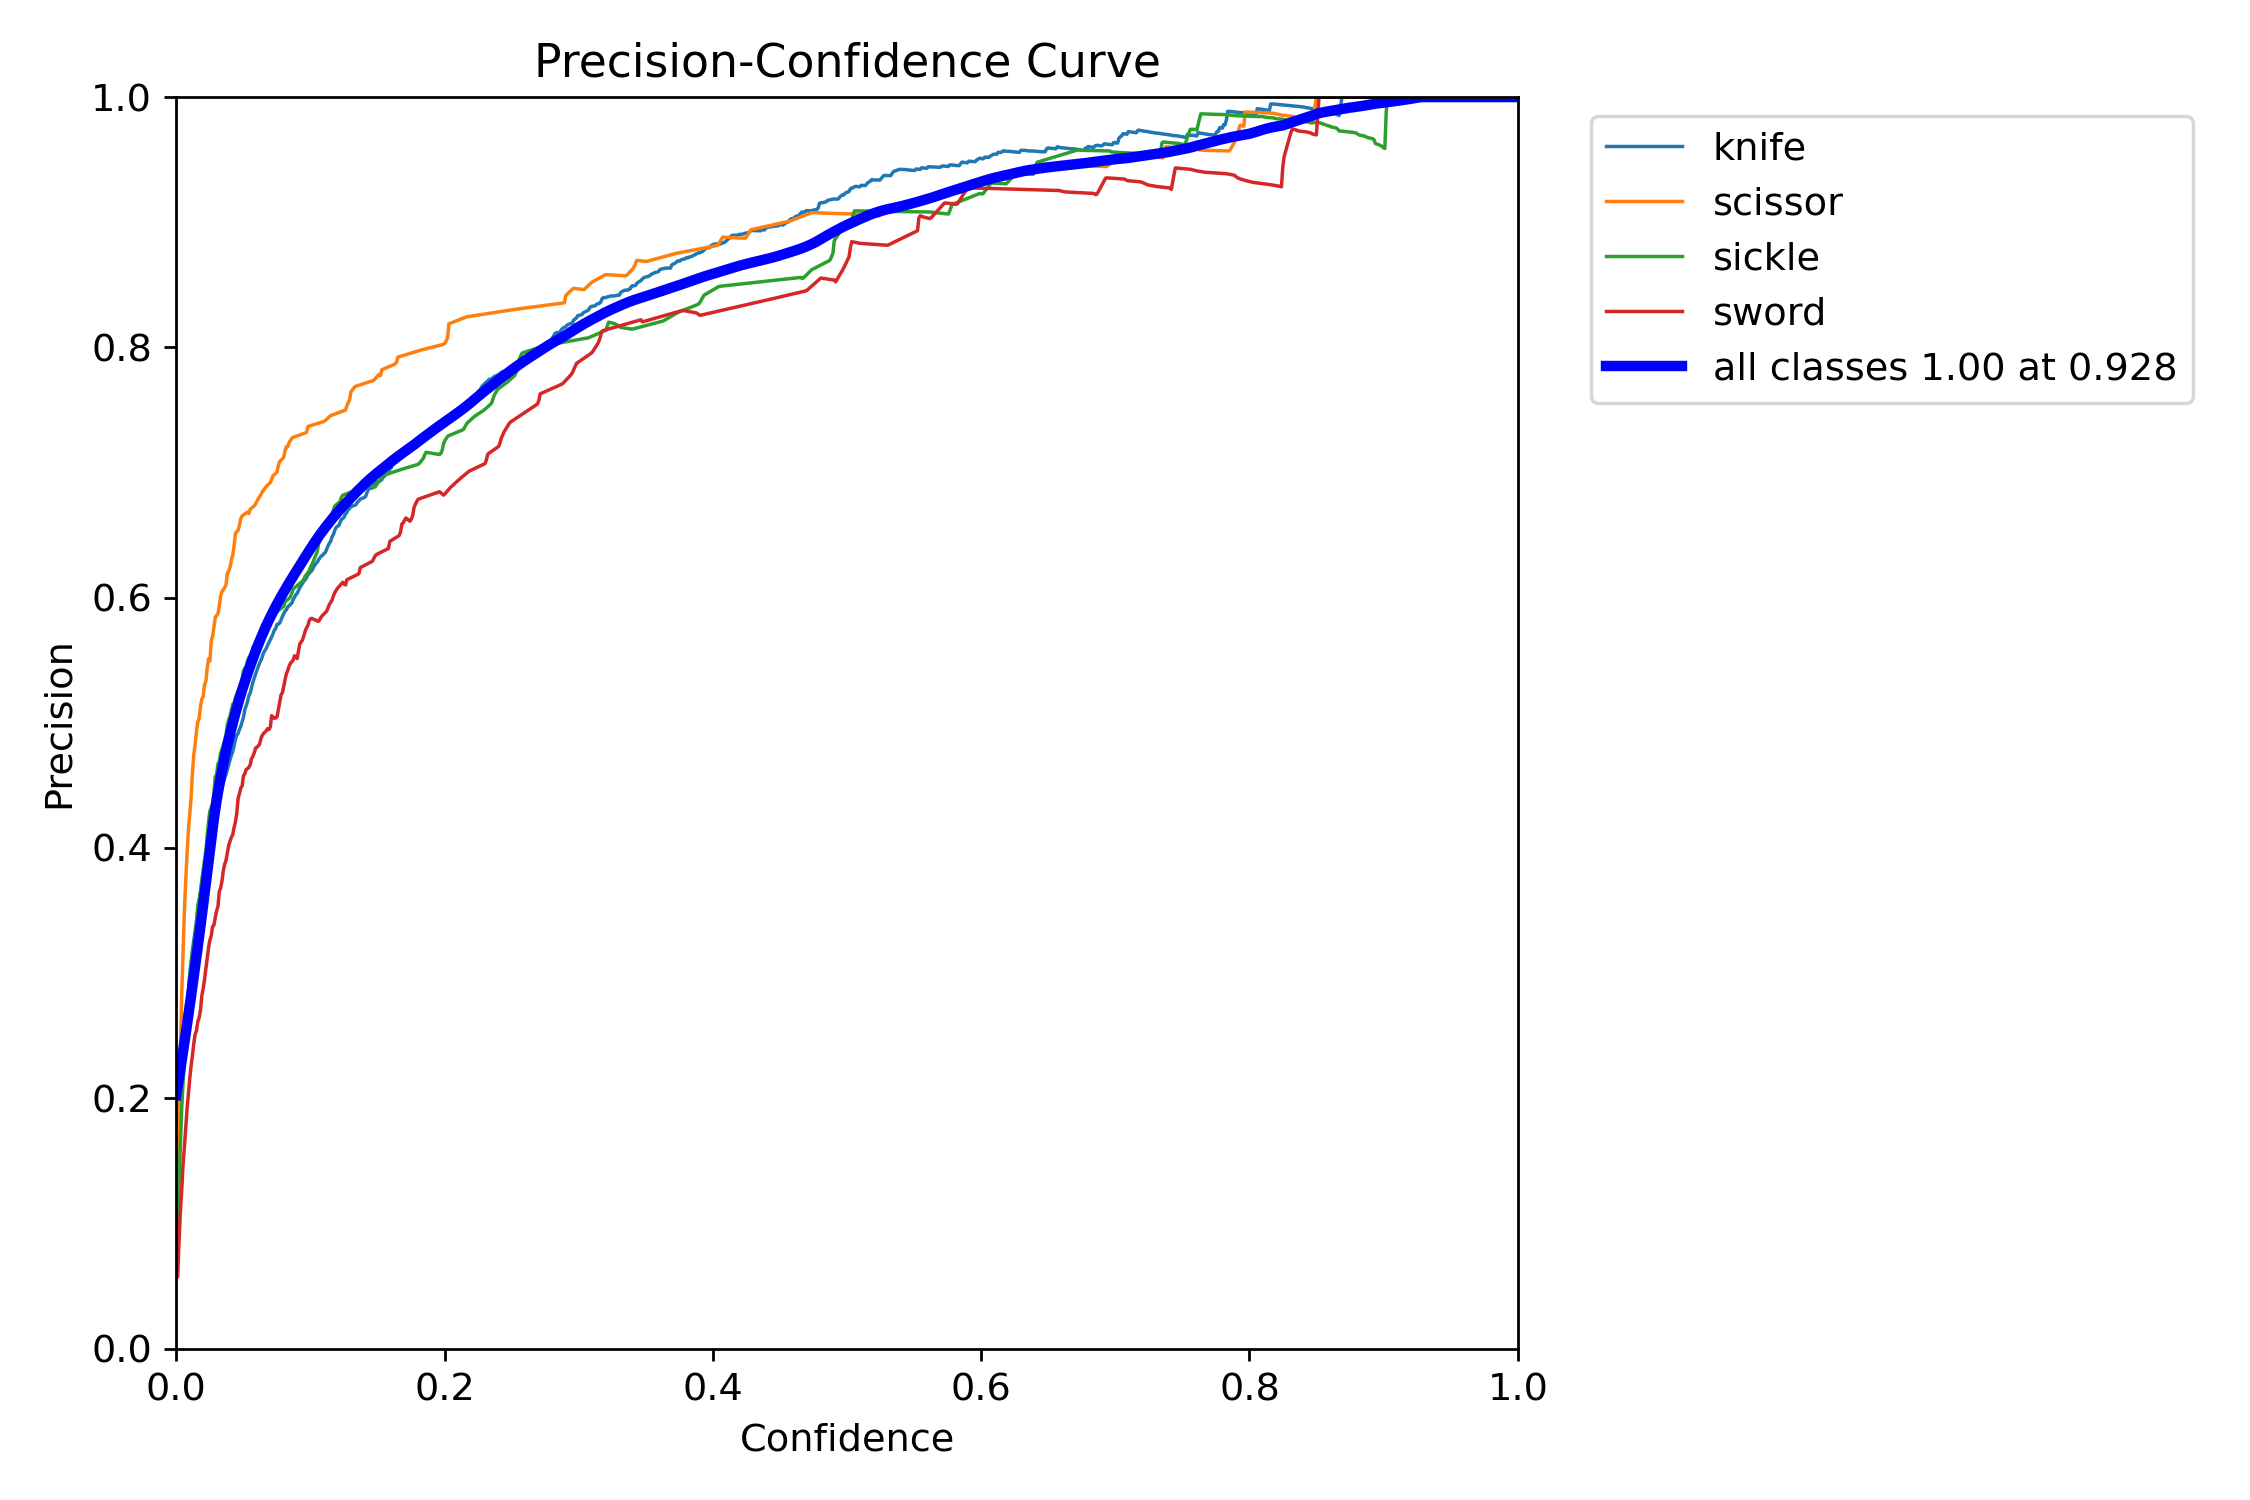 Precision-Confidence Curve
1.0
0.8
0.6
0.4
0.2
0.0
Precision
0.0 0.2 0.4 0.6 0.8 1.0
Confidence
knife
scissor
sickle
sword
all classes 1.00 at 0.928